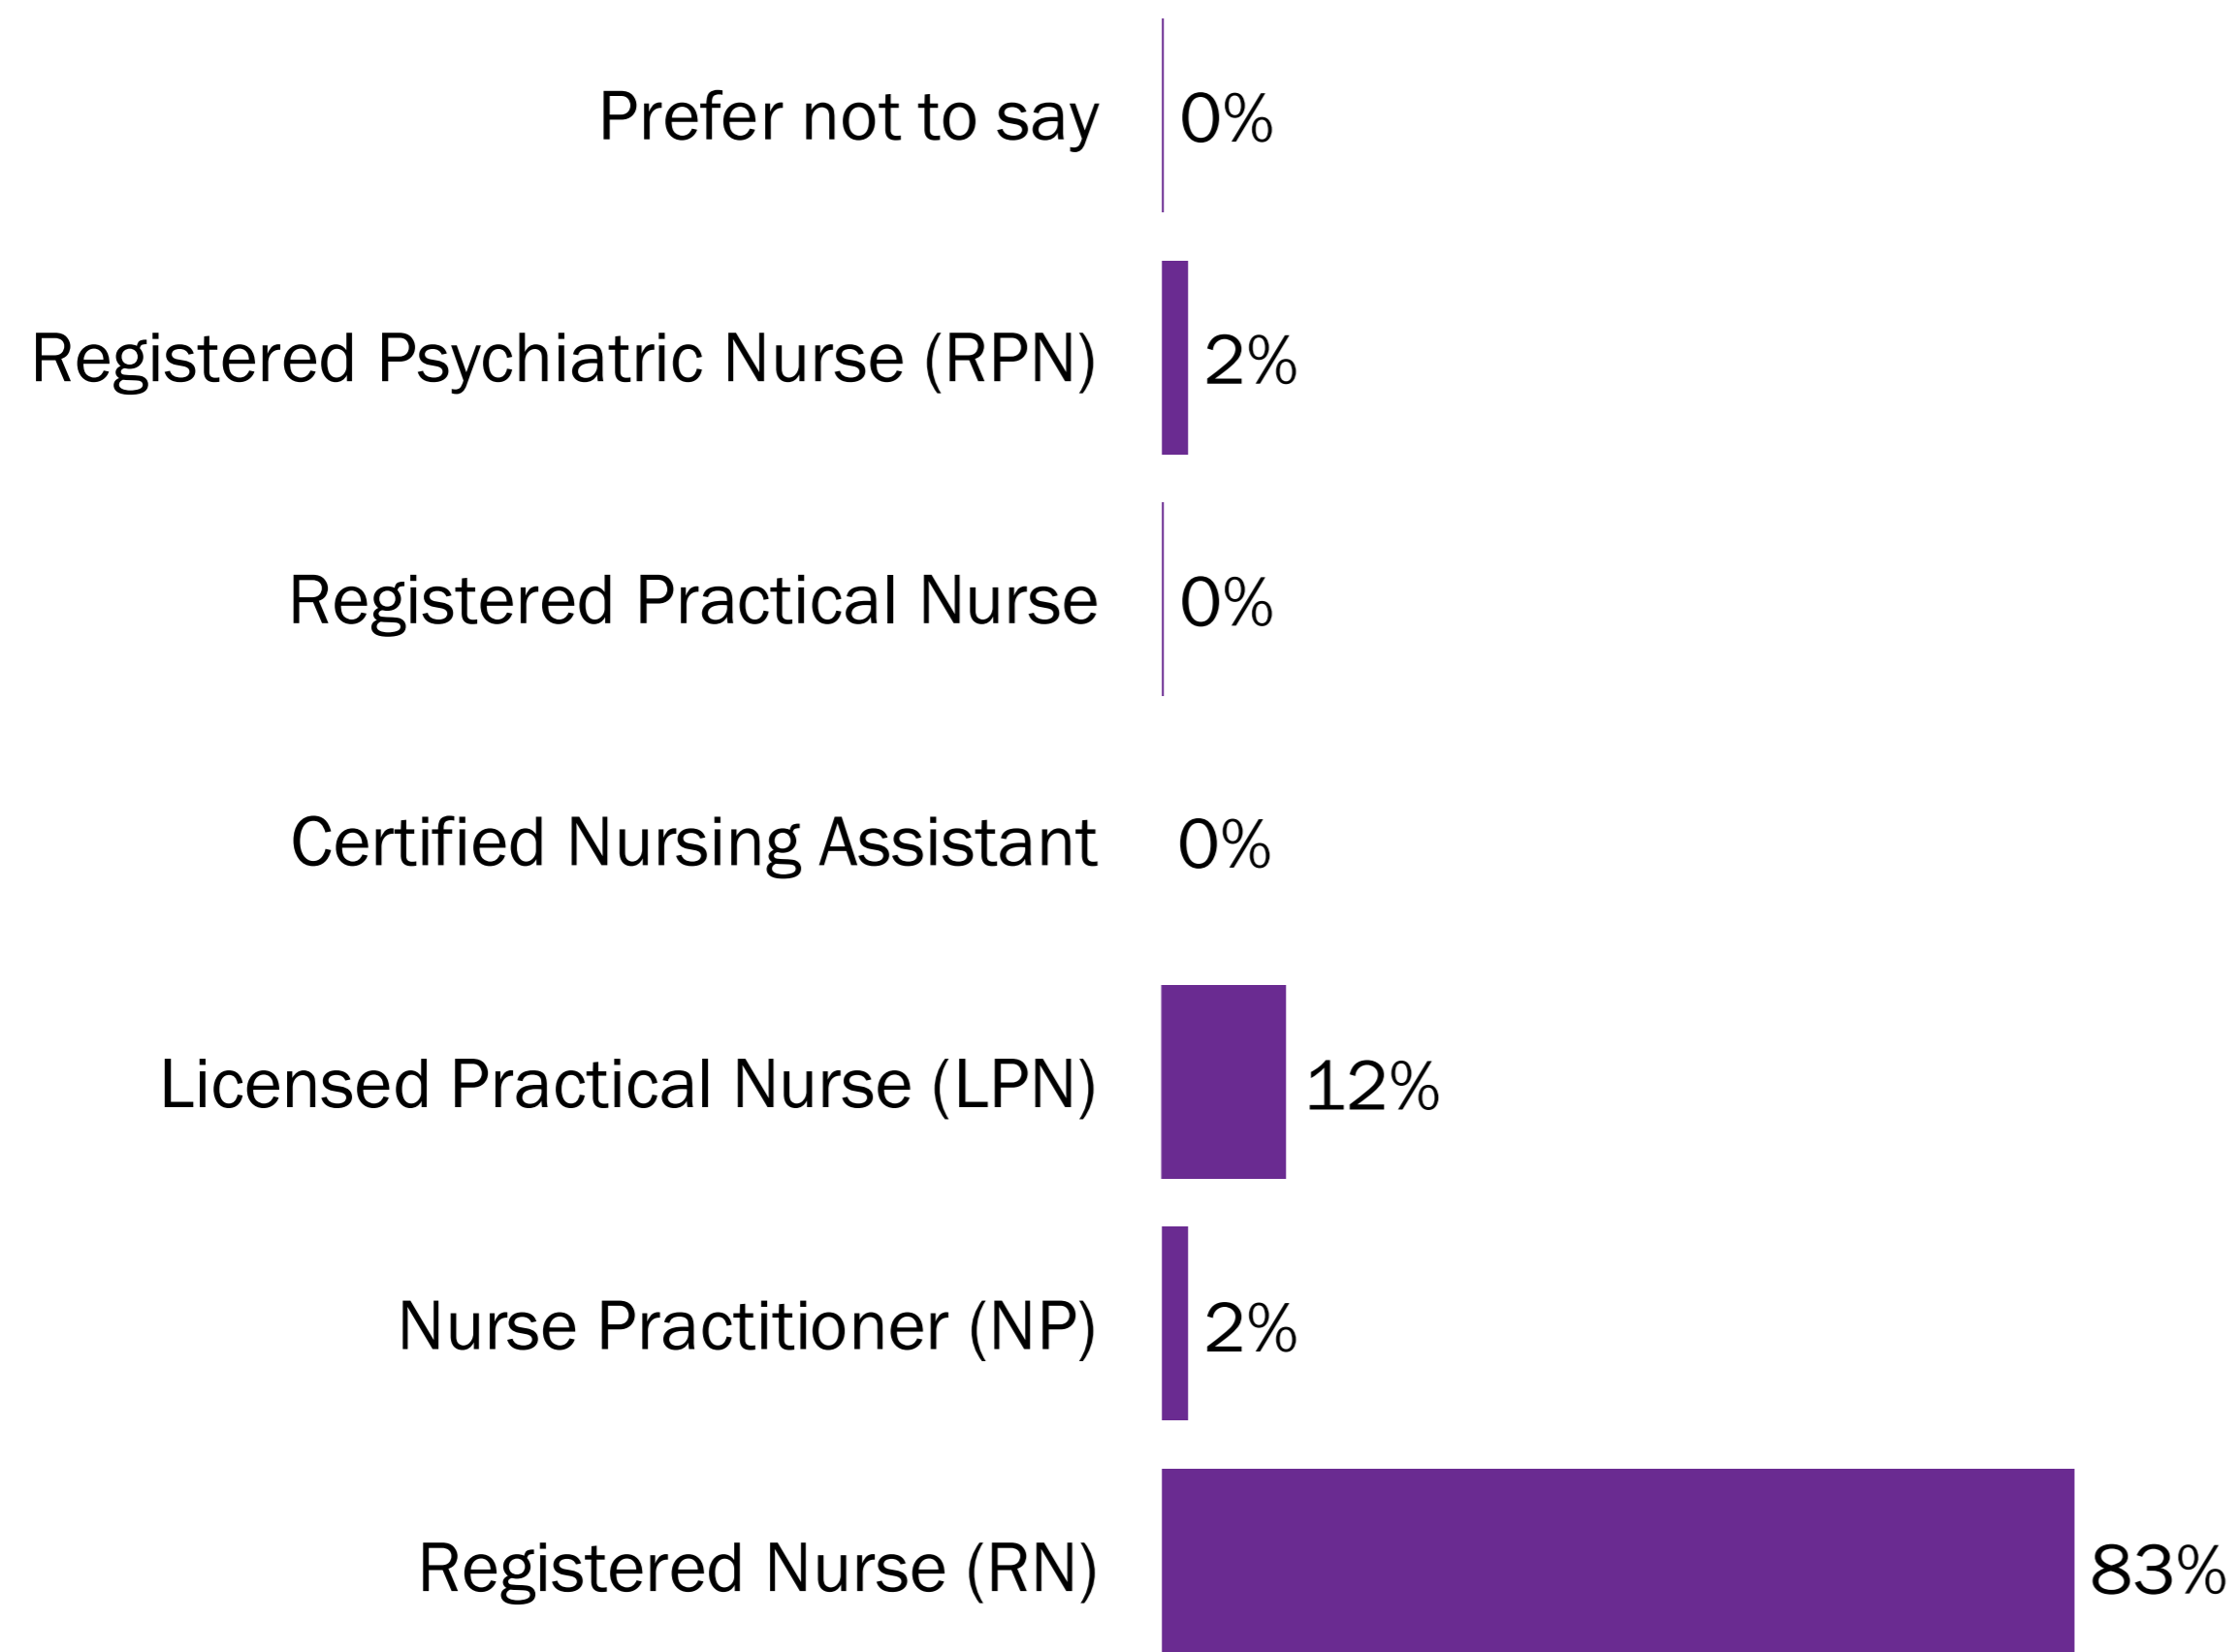 Prefer not to say 0%
Registered Psychiatric Nurse (RPN) 2%
Registered Practical Nurse 0%
Certified Nursing Assistant 0%
Licensed Practical Nurse (LPN) 12%
Nurse Practitioner (NP) 2%
Registered Nurse (RN) 83%